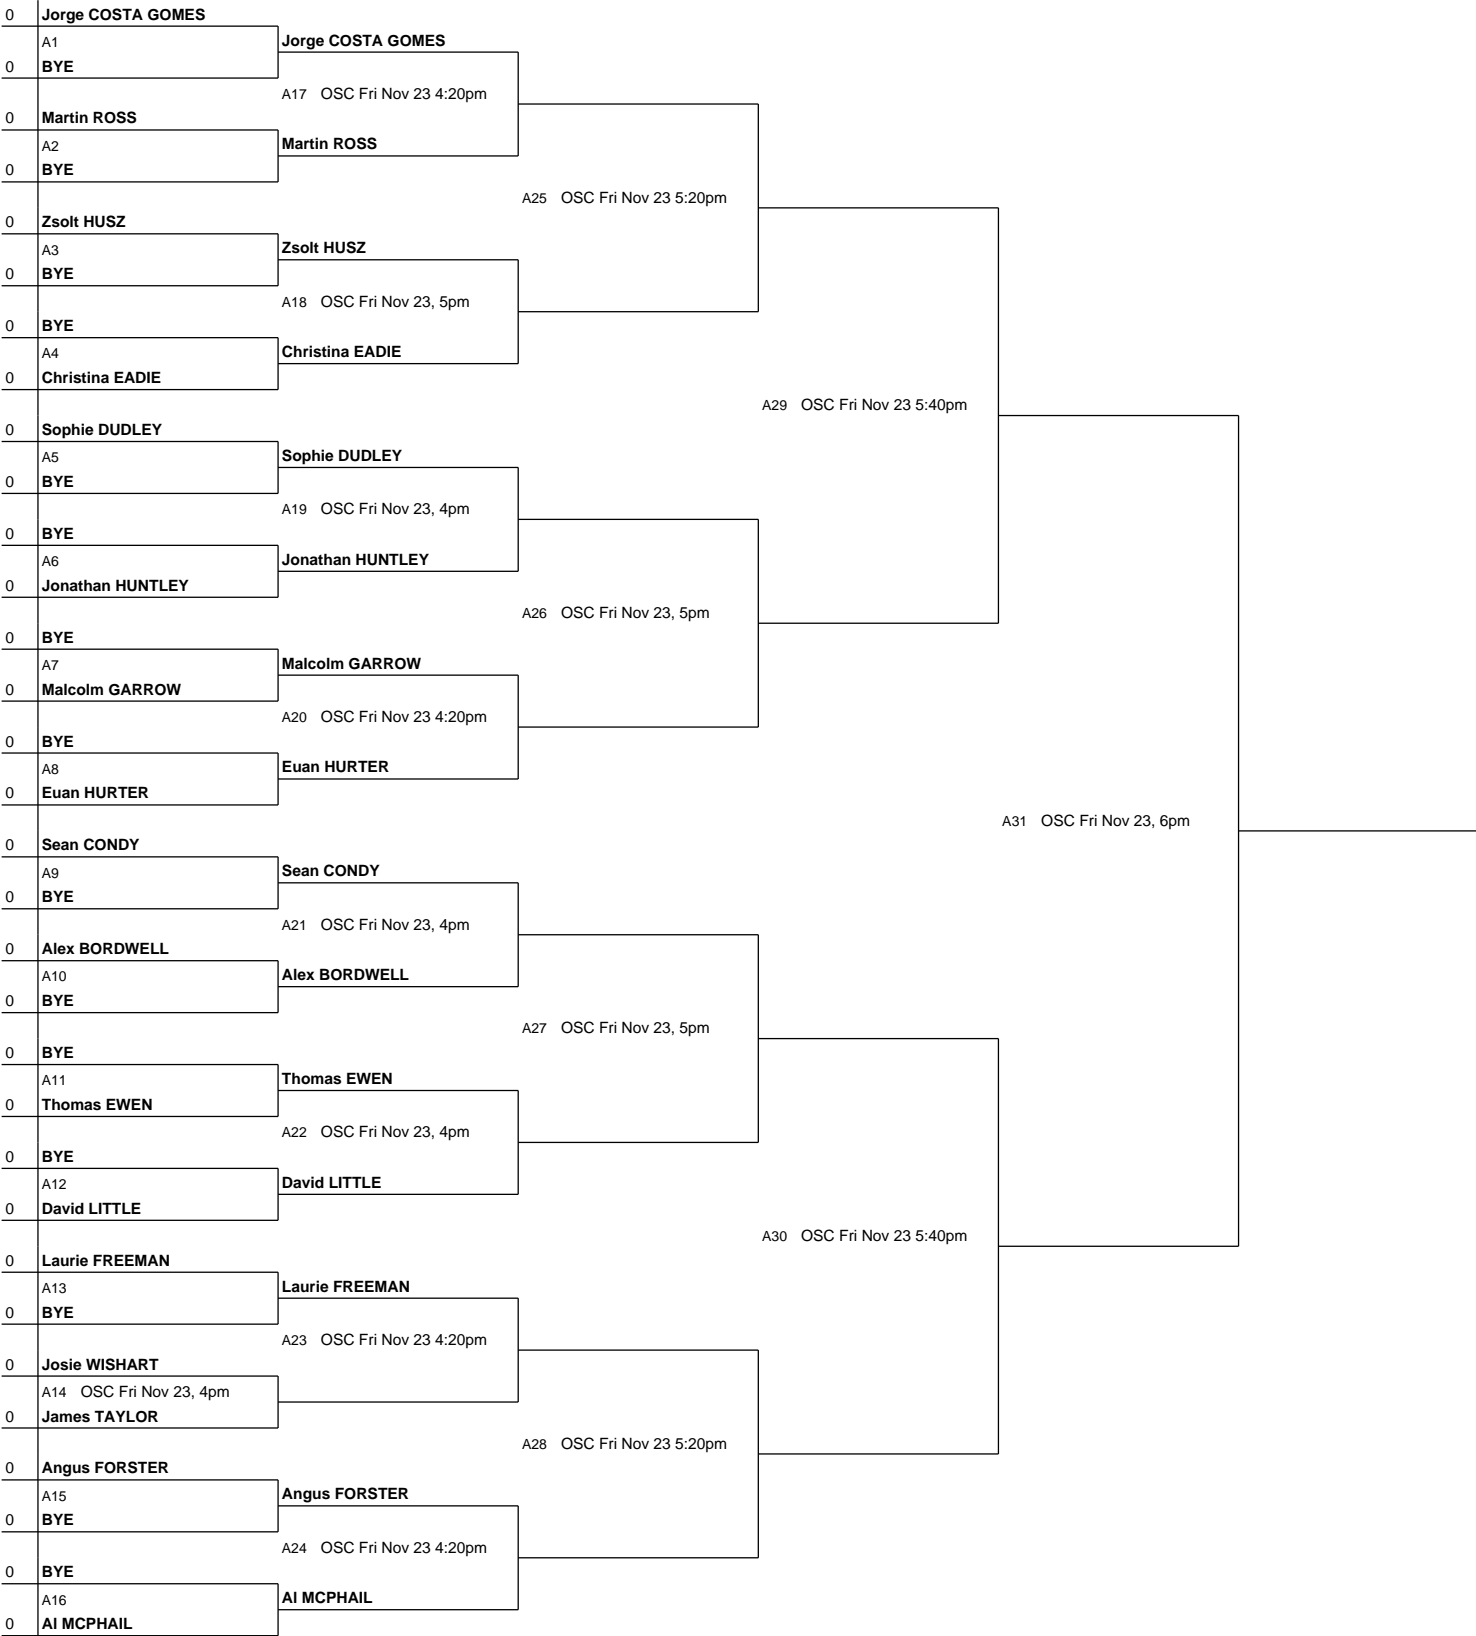 0 Jorge COSTA GOMES
A1 Jorge COSTA GOMES
0 BYE
A17 OSC Fri Nov 23 4:20pm
0 Martin ROSS
A2 Martin ROSS
0 BYE
A25 OSC Fri Nov 23 5:20pm
0 Zsolt HUSZ
A3 Zsolt HUSZ
0 BYE
A18 OSC Fri Nov 23, 5pm
0 BYE
A4 Christina EADIE
0 Christina EADIE
A29 OSC Fri Nov 23 5:40pm
0 Sophie DUDLEY
A5 Sophie DUDLEY
0 BYE
A19 OSC Fri Nov 23, 4pm
0 BYE
A6 Jonathan HUNTLEY
0 Jonathan HUNTLEY
A26 OSC Fri Nov 23, 5pm
0 BYE
A7 Malcolm GARROW
0 Malcolm GARROW
A20 OSC Fri Nov 23 4:20pm
0 BYE
A8 Euan HURTER
0 Euan HURTER
A31 OSC Fri Nov 23, 6pm
0 Sean CONDY
A9 Sean CONDY
0 BYE
A21 OSC Fri Nov 23, 4pm
0 Alex BORDWELL
A10 Alex BORDWELL
0 BYE
A27 OSC Fri Nov 23, 5pm
0 BYE
A11 Thomas EWEN
0 Thomas EWEN
A22 OSC Fri Nov 23, 4pm
0 BYE
A12 David LITTLE
0 David LITTLE
A30 OSC Fri Nov 23 5:40pm
0 Laurie FREEMAN
A13 Laurie FREEMAN
0 BYE
A23 OSC Fri Nov 23 4:20pm
0 Josie WISHART
A14 OSC Fri Nov 23, 4pm
0 James TAYLOR
A28 OSC Fri Nov 23 5:20pm
0 Angus FORSTER
A15 Angus FORSTER
0 BYE
A24 OSC Fri Nov 23 4:20pm
0 BYE
A16 Al MCPHAIL
0 Al MCPHAIL